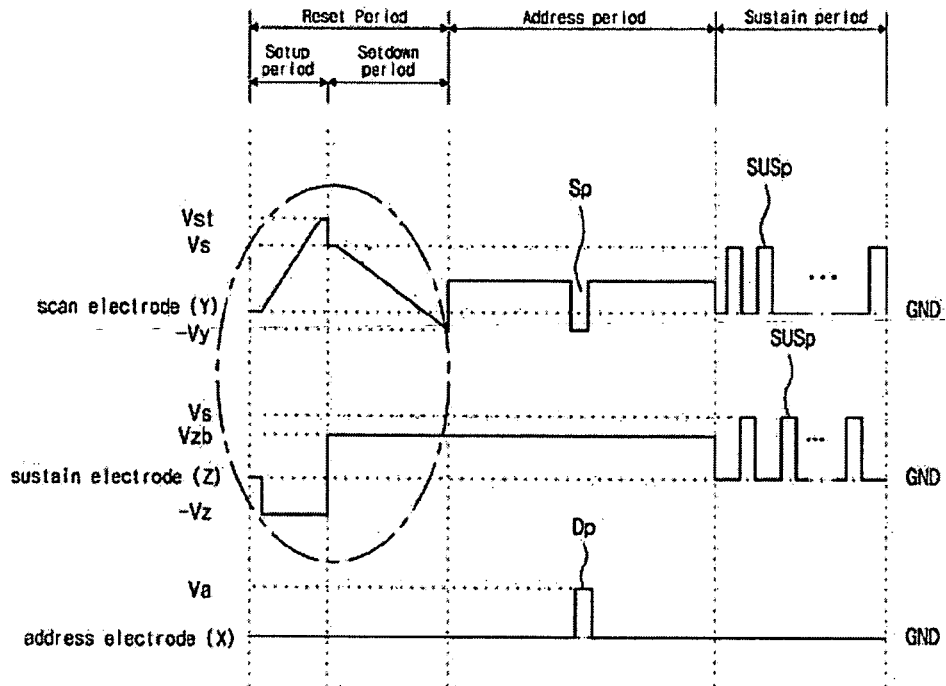 Reset Period
Address period
Sustain period
Setup period
Setdown period
Sp
SUSp
Vst
Vs
scan electrode (Y)
GND
-Vy
SUSp
Vs
Vzb
sustain electrode (Z)
GND
-Vz
Dp
Va
address electrode (X)
GND